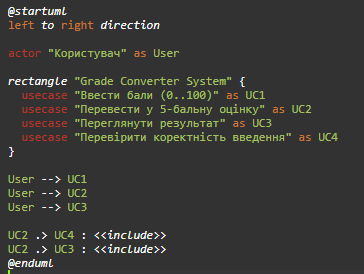 @startuml
left to right direction
actor "Користувач" as User
rectangle "Grade Converter System" {
usecase "Ввести бали (0..100)" as UC1
usecase "Перевести у 5-бальну оцінку" as UC2
usecase "Переглянути результат" as UC3
usecase "Перевірити коректність введення" as UC4
}
User --> UC1
User --> UC2
User --> UC3
UC2 .> UC4 : <<include>>
UC2 .> UC3 : <<include>>
@enduml